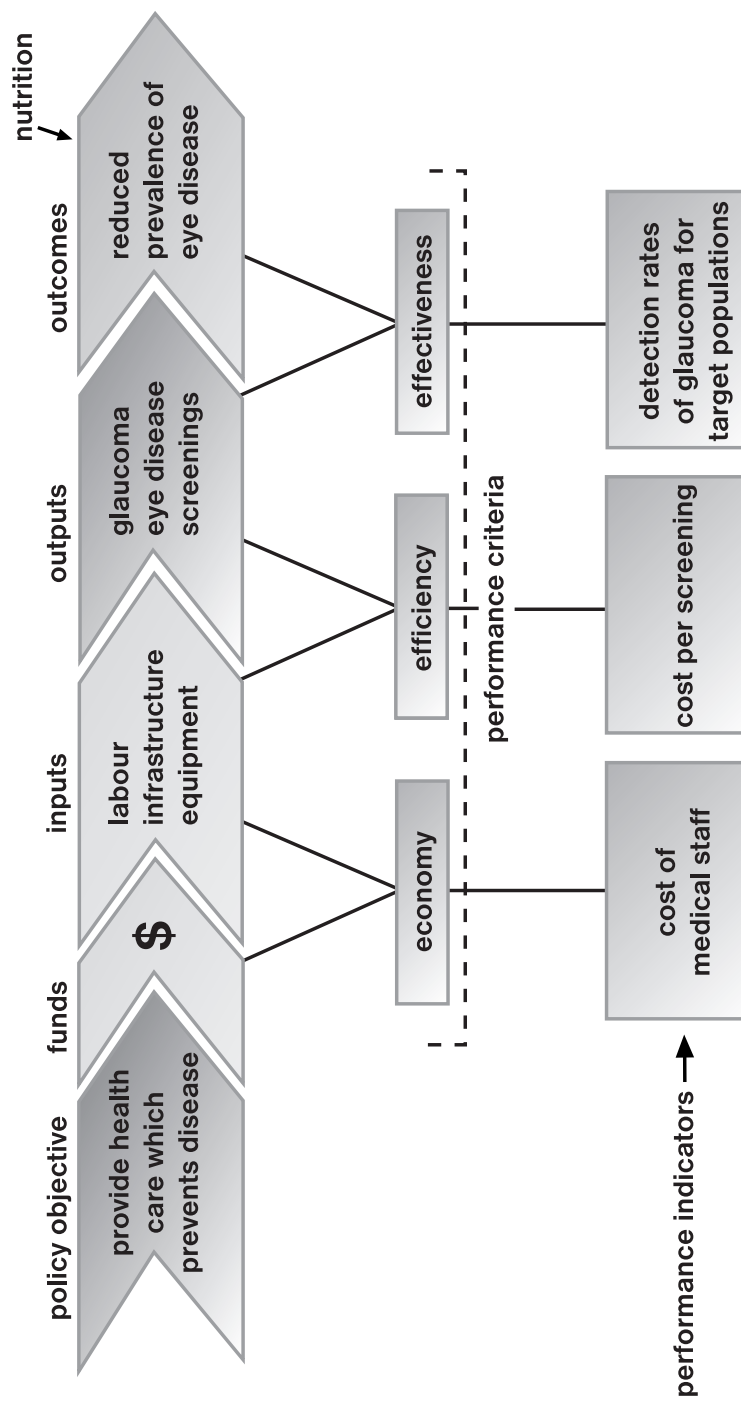 nutrition
policy objective
funds
inputs
outputs
outcomes
provide health
care which
prevents disease
$
labour
infrastructure
equipment
glaucoma
eye disease
screenings
reduced
prevalence of
eye disease
economy
efficiency
effectiveness
performance criteria
performance indicators
cost of
medical staff
cost per screening
detection rates
of glaucoma for
target populations